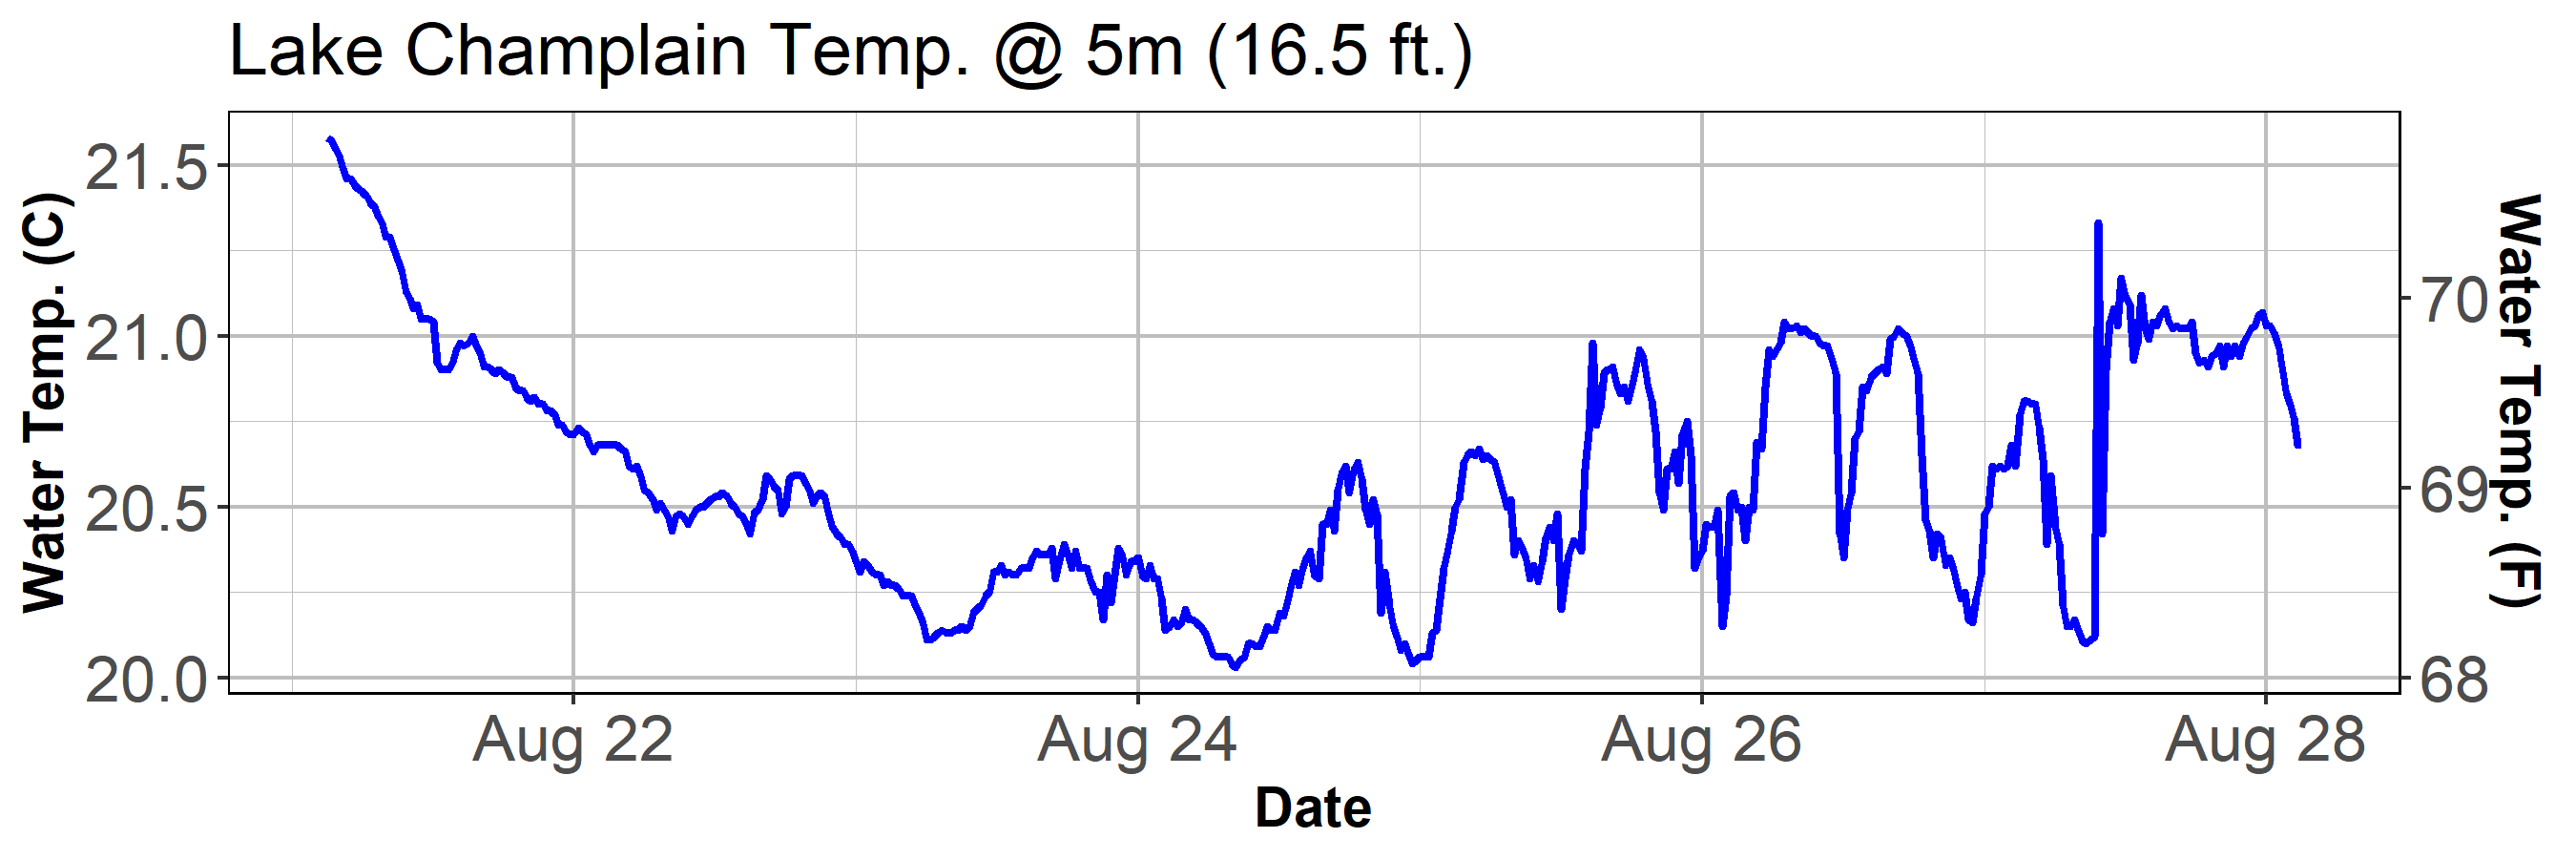 Lake Champlain Temp. @ 5m (16.5 ft.)
Water Temp. (C)
21.5
21.0
20.5
20.0
70
69
68
Water Temp. (F)
Aug 22
Aug 24
Aug 26
Aug 28
Date